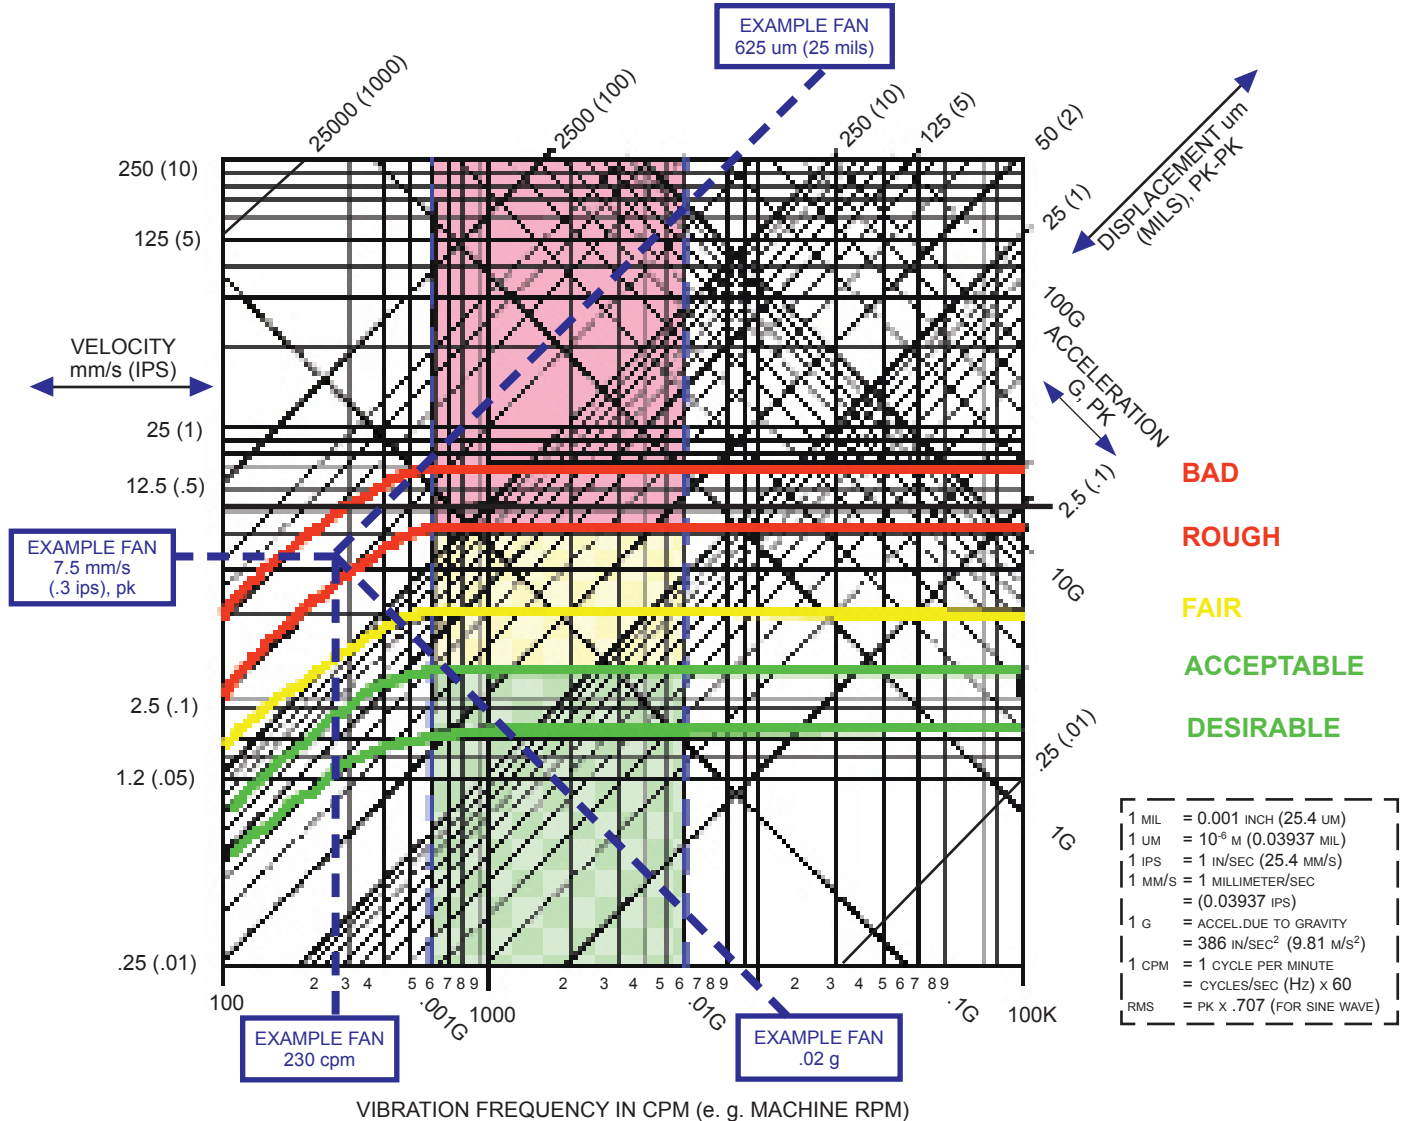 EXAMPLE FAN
625 um (25 mils)
25000 (1000)
2500 (100)
250 (10)
125 (5)
50 (2)
25 (1)
DISPLACEMENT um
(MILS), PK-PK
250 (10)
125 (5)
VELOCITY
mm/s (IPS)
25 (1)
12.5 (.5)
100G
ACCELERATION
G, PK
2.5 (.1)
BAD
ROUGH
EXAMPLE FAN
7.5 mm/s
(.3 ips), pk
10G
FAIR
ACCEPTABLE
2.5 (.1)
DESIRABLE
.25 (.01)
1.2 (.05)
1G
.25 (.01)
1 MIL = 0.001 INCH (25.4 UM)
1 UM = 10⁻⁶ M (0.03937 MIL)
1 IPS = 1 IN/SEC (25.4 MM/S)
1 MM/S = 1 MILLIMETER/SEC
= (0.03937 IPS)
1 G = ACCEL.DUE TO GRAVITY
= 386 IN/SEC² (9.81 M/S²)
1 CPM = 1 CYCLE PER MINUTE
= CYCLES/SEC (HZ) X 60
RMS = PK X .707 (FOR SINE WAVE)
2 3 4 5 6 7 8 9 2 3 4 5 6 7 8 9 2 3 4 5 6 7 8 9
100 .001G 1000 .01G .1G 100K
EXAMPLE FAN
230 cpm
EXAMPLE FAN
.02 g
VIBRATION FREQUENCY IN CPM (e. g. MACHINE RPM)